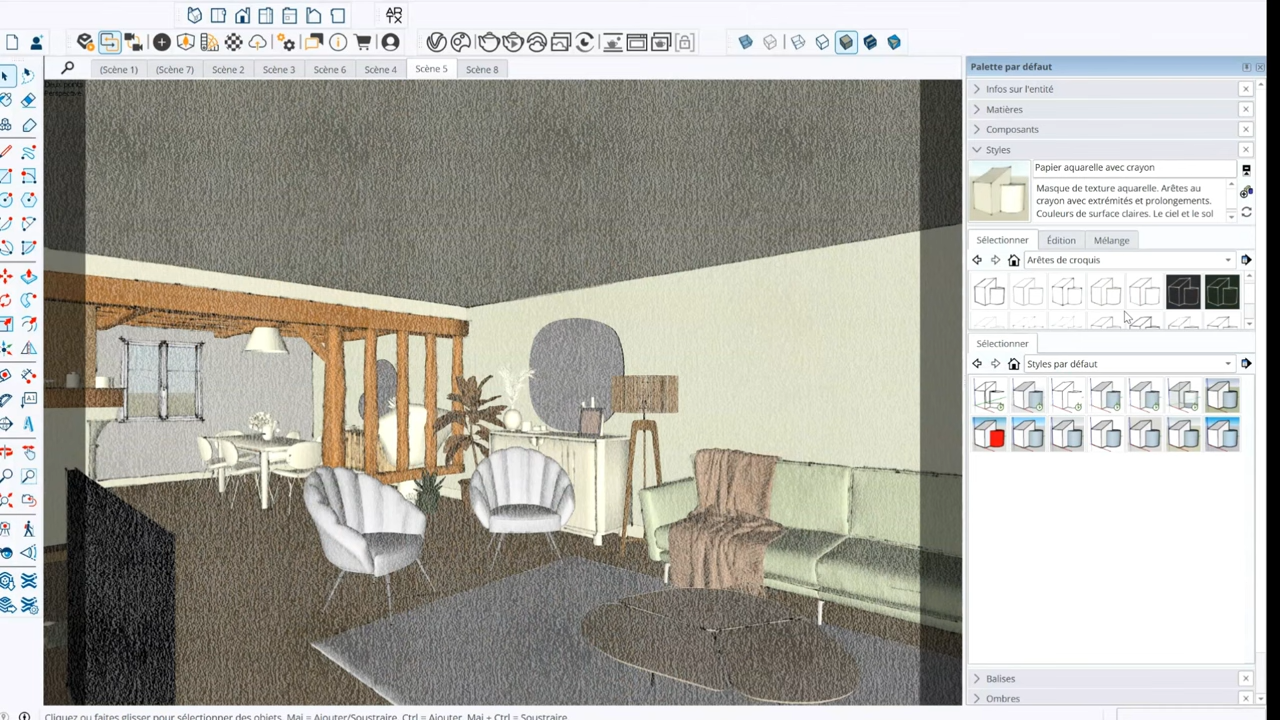 AR
TX
(Scène 1)
(Scène 7)
Scène 2
Scène 3
Scène 6
Scène 4
Scène 5
Scène 8
Palette par défaut
Infos sur l'entité
Matières
Composants
Styles
Papier aquarelle avec crayon
Masque de texture aquarelle. Arêtes au
crayon avec extrémités et prolongements.
Couleurs de surface claires. Le ciel et le sol
Sélectionner
Édition
Mélange
Arêtes de croquis
Sélectionner
Styles par défaut
Balises
Ombres
Cliquez ou faites glisser pour sélectionner des objets. Maj = Ajouter/Soustraire. Ctrl = Ajouter. Maj + Ctrl = Soustraire.